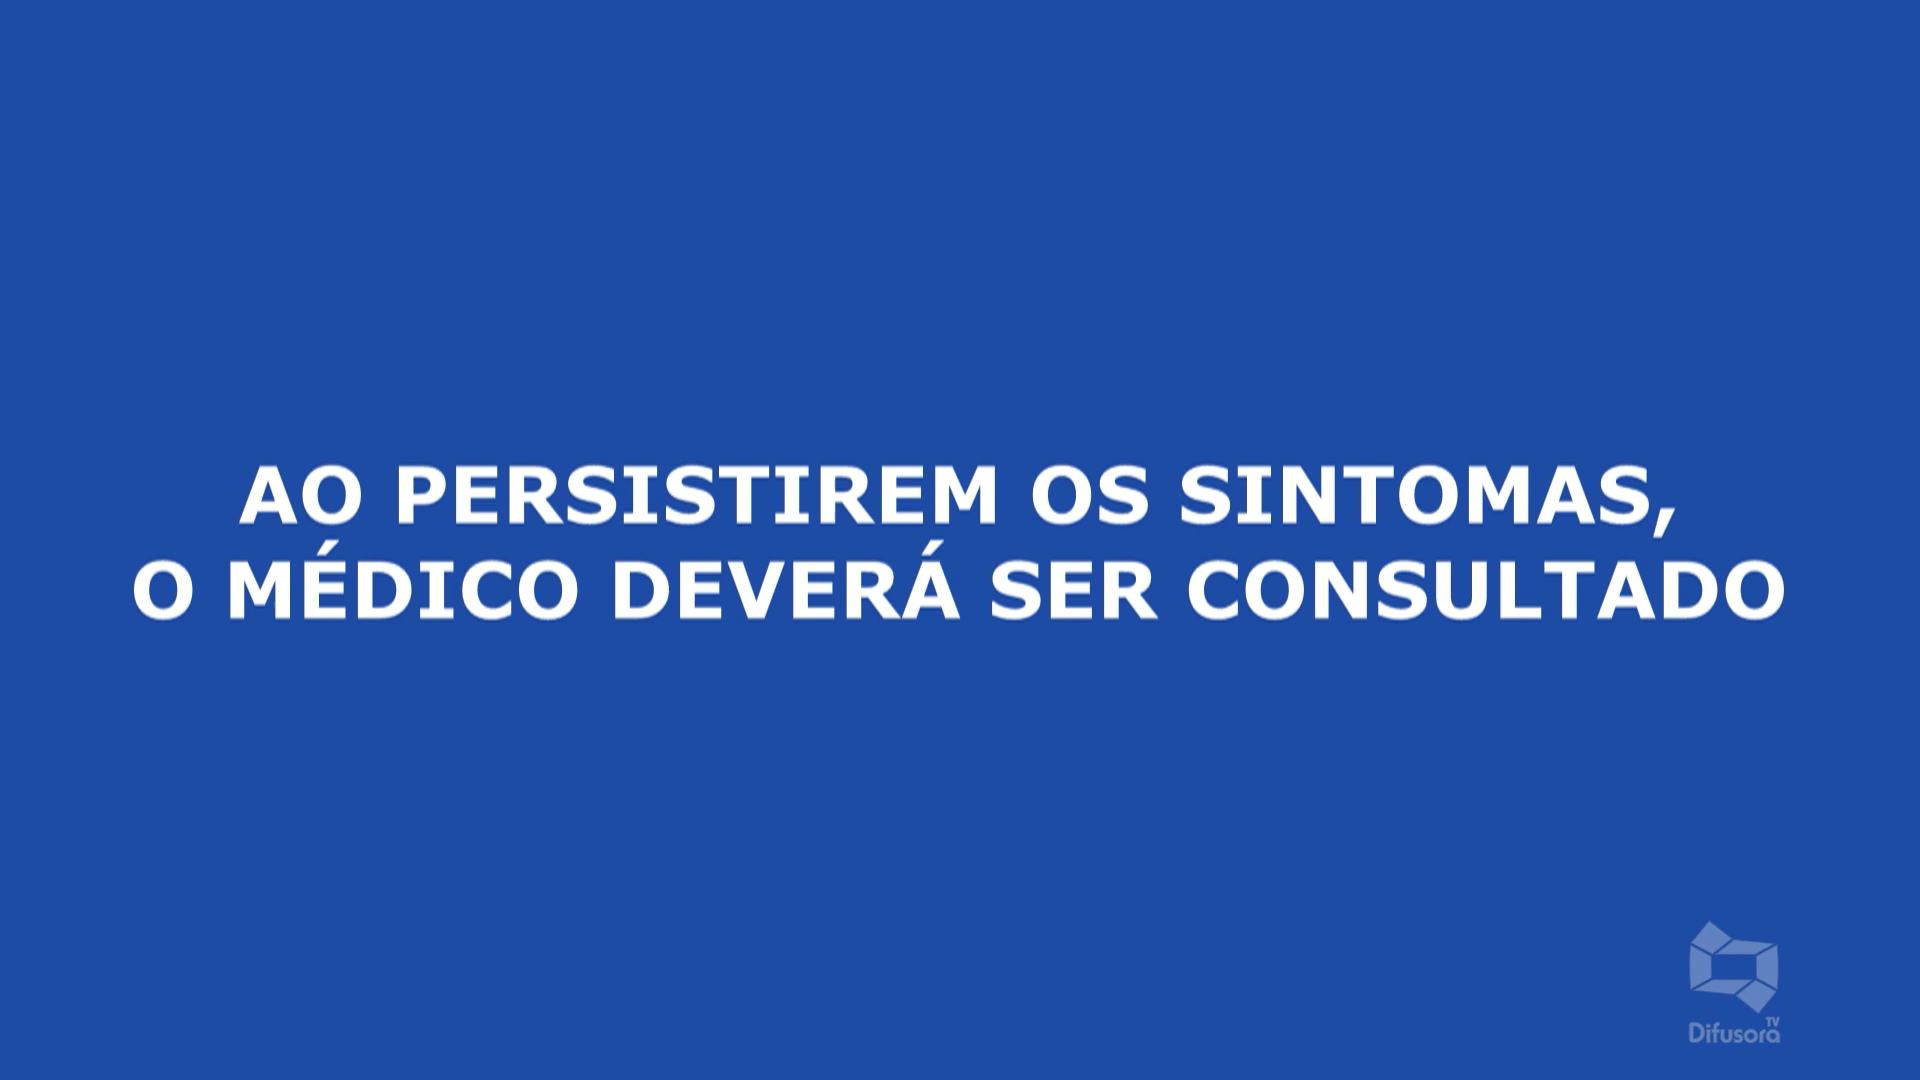 AO PERSISTIREM OS SINTOMAS,
O MÉDICO DEVERÁ SER CONSULTADO
TV
Difusora